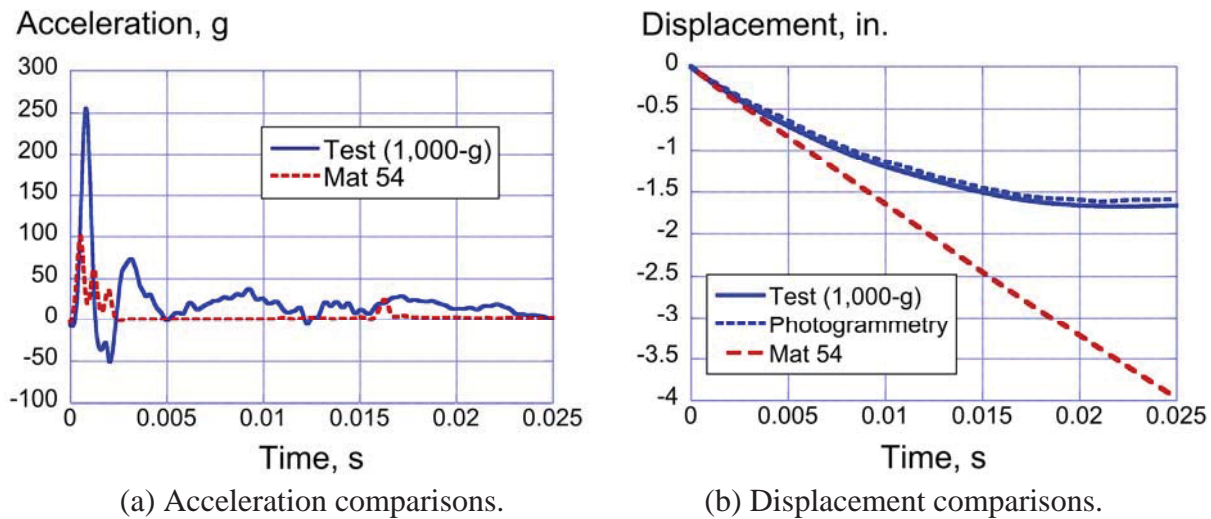 Acceleration, g
300
250
200
150
100
50
0
-50
-100
0 0.005 0.01 0.015 0.02 0.025
Test (1,000-g)
Mat 54
Time, s
(a) Acceleration comparisons.
Displacement, in.
0
-0.5
-1
-1.5
-2
-2.5
-3
-3.5
-4
0 0.005 0.01 0.015 0.02 0.025
Test (1,000-g)
Photogrammetry
Mat 54
Time, s
(b) Displacement comparisons.